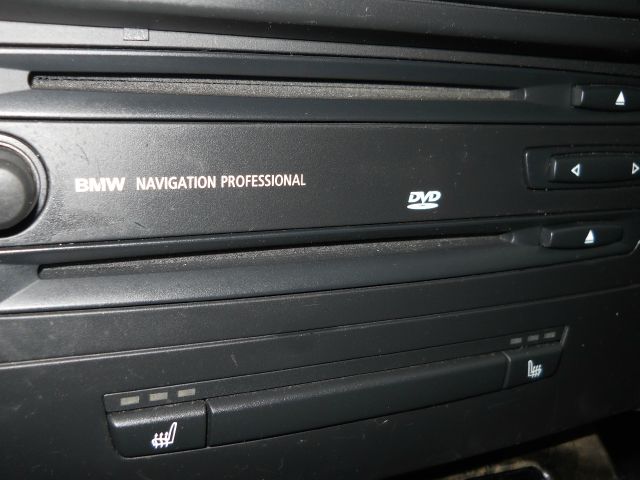 BMW NAVIGATION PROFESSIONAL
DVD